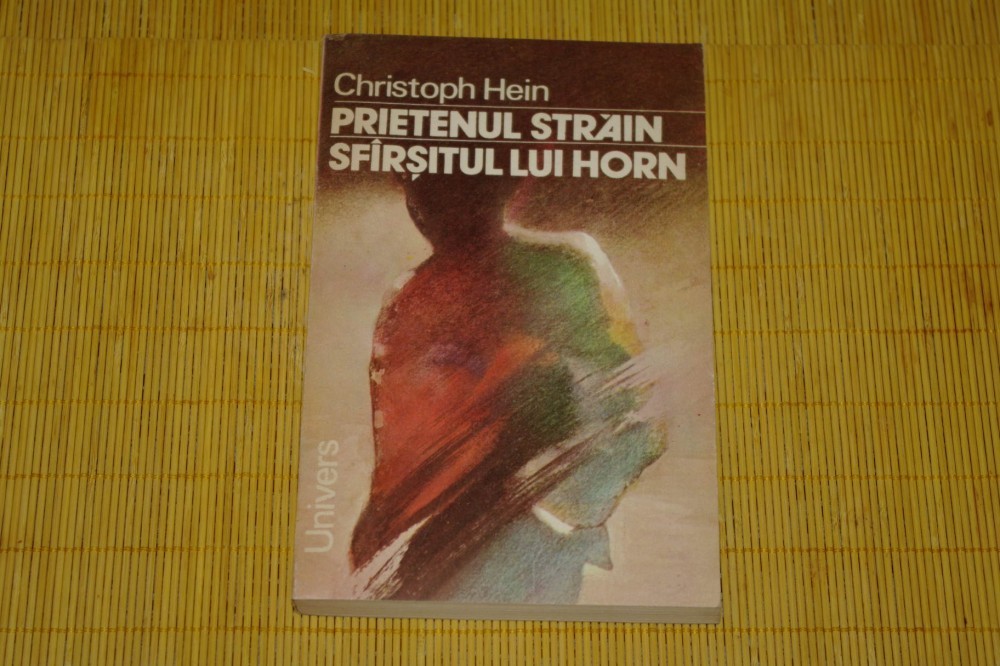 Christoph Hein
PRIETENUL STRĂIN
SFÎRȘITUL LUI HORN
Univers